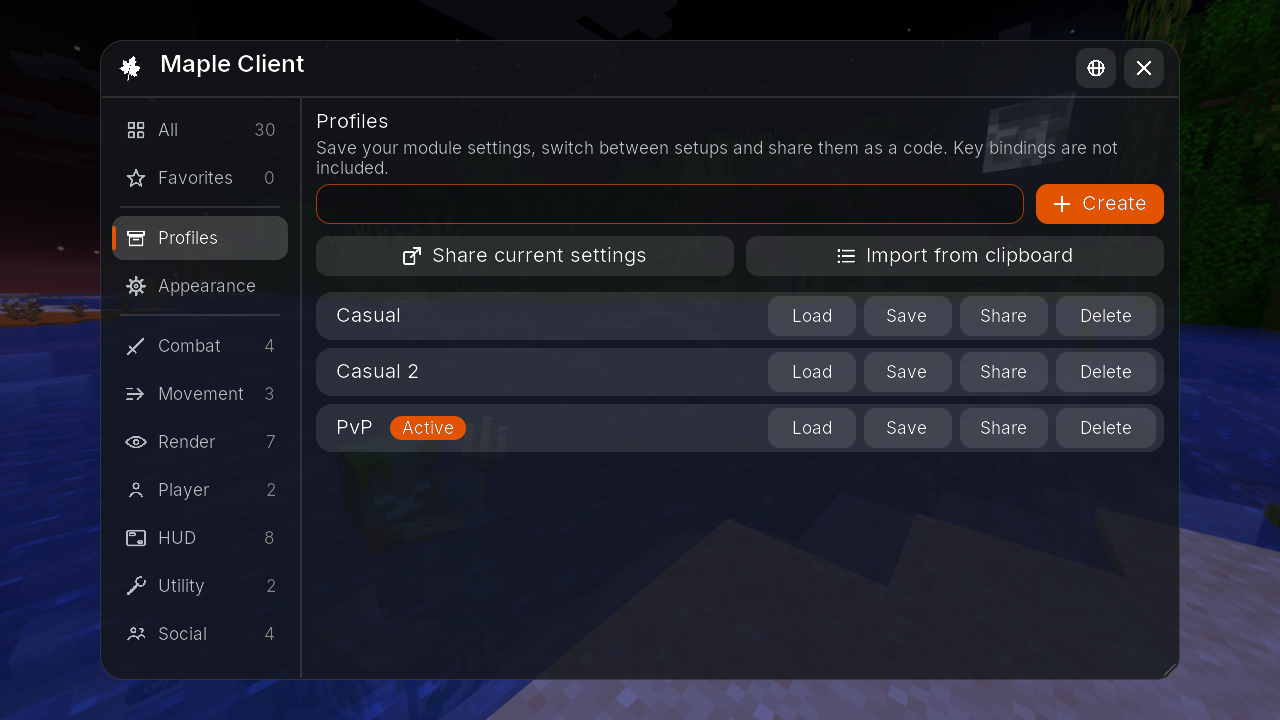 Maple Client
All 30
Favorites 0
Profiles
Appearance
Combat 4
Movement 3
Render 7
Player 2
HUD 8
Utility 2
Social 4
Profiles
Save your module settings, switch between setups and share them as a code. Key bindings are not
included.
Create
Share current settings
Import from clipboard
Casual Load Save Share Delete
Casual 2 Load Save Share Delete
PvP Active Load Save Share Delete